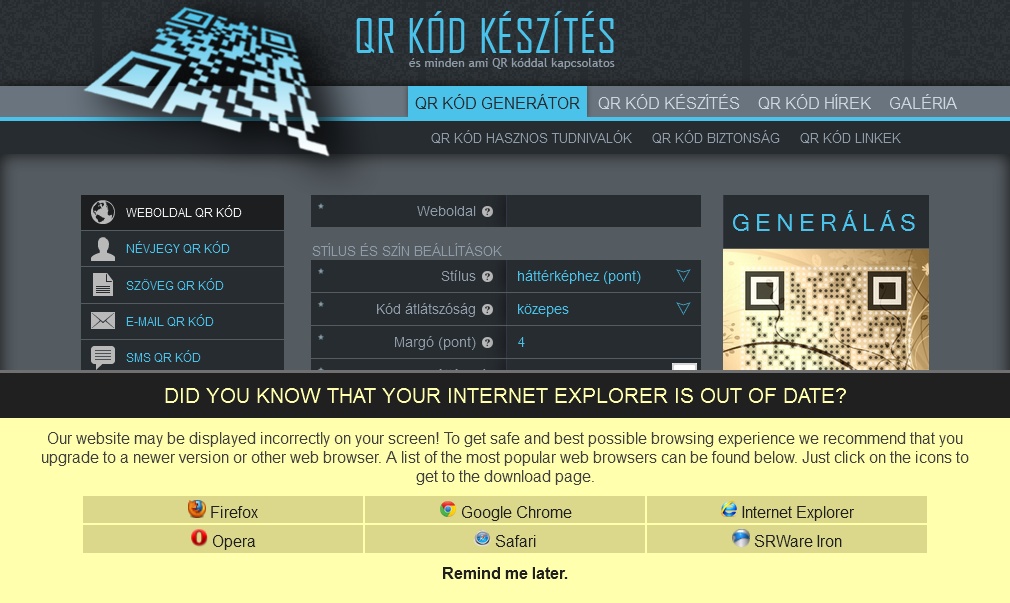 QR KÓD KÉSZÍTÉS
és minden ami QR kóddal kapcsolatos
QR KÓD GENERÁTOR QR KÓD KÉSZÍTÉS QR KÓD HÍREK GALÉRIA
QR KÓD HASZNOS TUDNIVALÓK QR KÓD BIZTONSÁG QR KÓD LINKEK
WEBOLDAL QR KÓD
NÉVJEGY QR KÓD
SZÖVEG QR KÓD
E-MAIL QR KÓD
SMS QR KÓD
* Weboldal ?
STÍLUS ÉS SZÍN BEÁLLÍTÁSOK
* Stílus ? háttérképhez (pont)
* Kód átlátszóság ? közepes
* Margó (pont) ? 4
GENERÁLÁS
DID YOU KNOW THAT YOUR INTERNET EXPLORER IS OUT OF DATE?
Our website may be displayed incorrectly on your screen! To get safe and best possible browsing experience we recommend that you
upgrade to a newer version or other web browser. A list of the most popular web browsers can be found below. Just click on the icons to
get to the download page.
Firefox Google Chrome Internet Explorer
Opera Safari SRWare Iron
Remind me later.